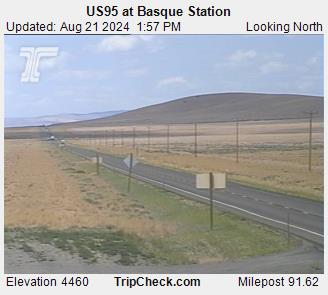 US95 at Basque Station
Updated: Aug 21 2024 1:57 PM Looking North
Elevation 4460 TripCheck.com Milepost 91.62